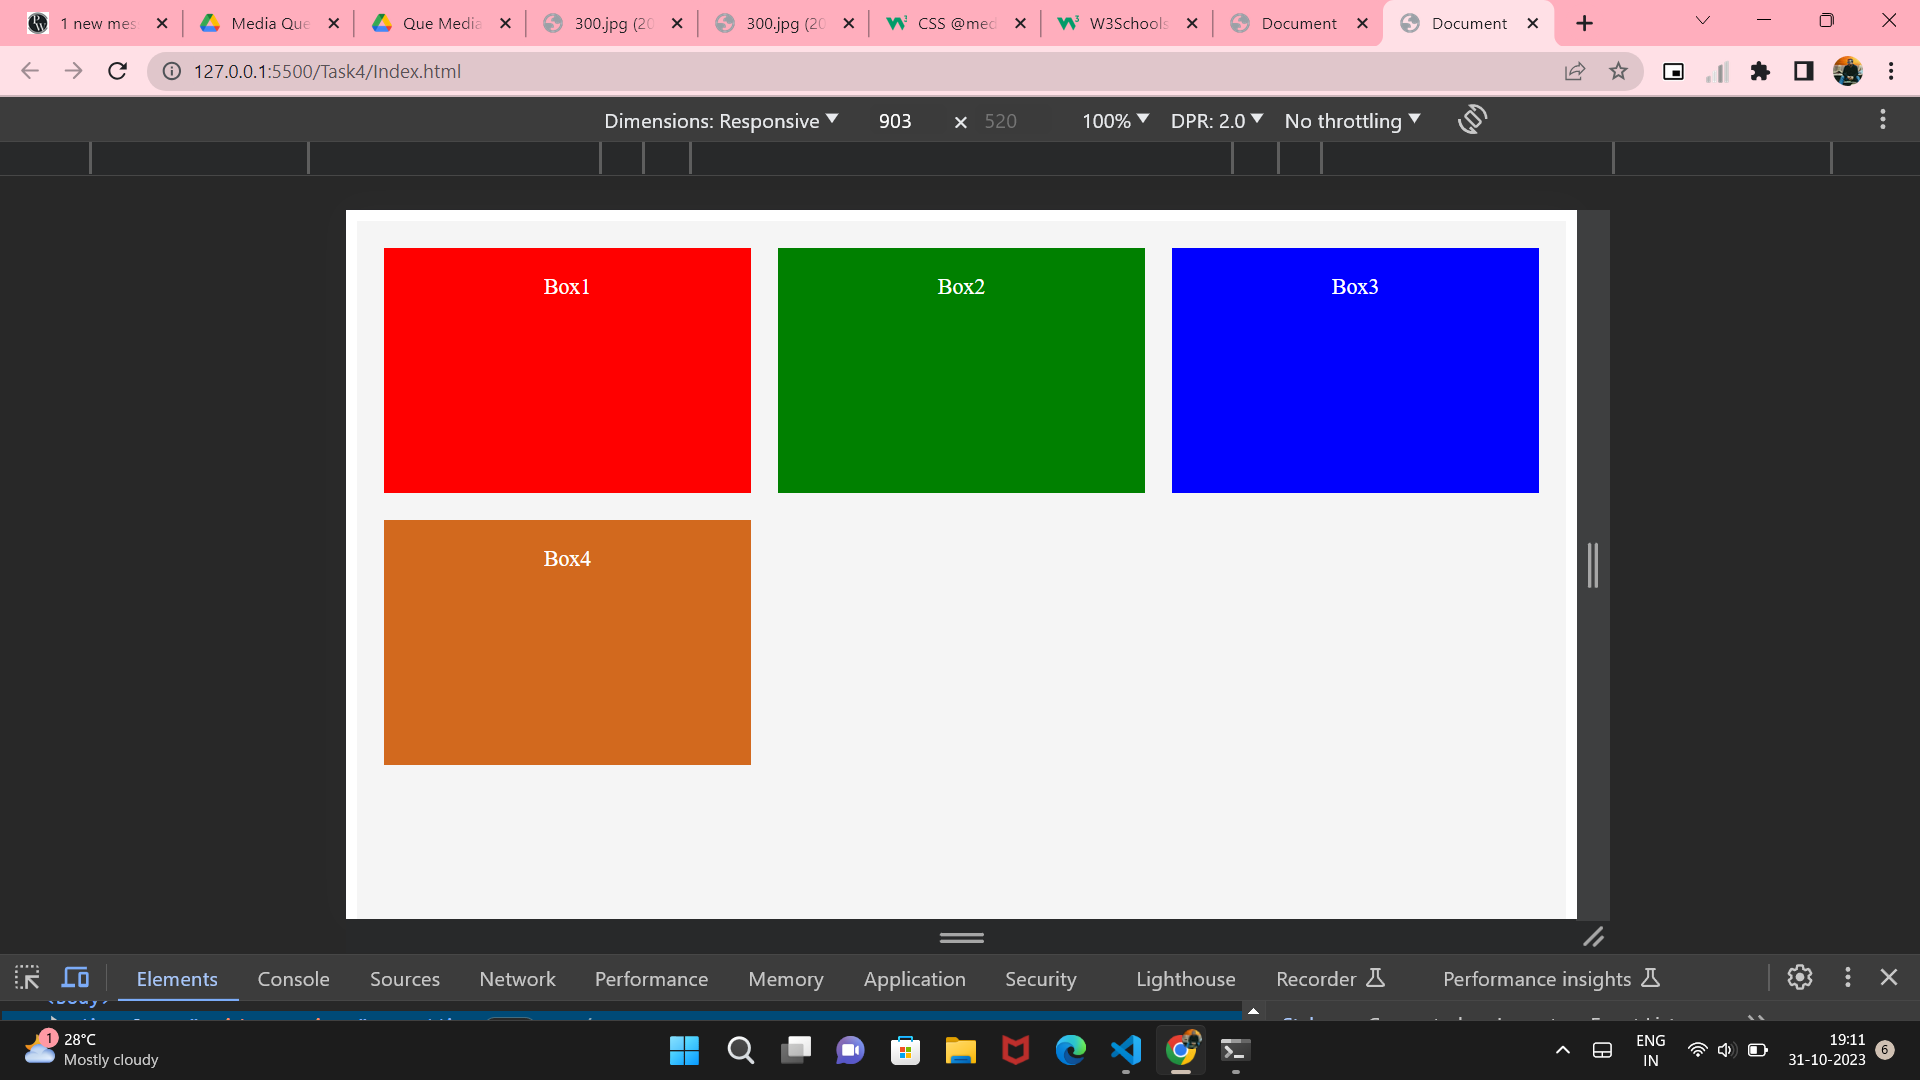 1 new mes
Media Que
Que Media
300.jpg (20
300.jpg (20
CSS @med
W3Schools
Document
Document
127.0.0.1:5500/Task4/Index.html
Dimensions: Responsive
903
×
520
100%
DPR: 2.0
No throttling
Box1
Box2
Box3
Box4
Elements
Console
Sources
Network
Performance
Memory
Application
Security
Lighthouse
Recorder
Performance insights
<body>
1
28°C
Mostly cloudy
ENG
IN
19:11
31-10-2023
6